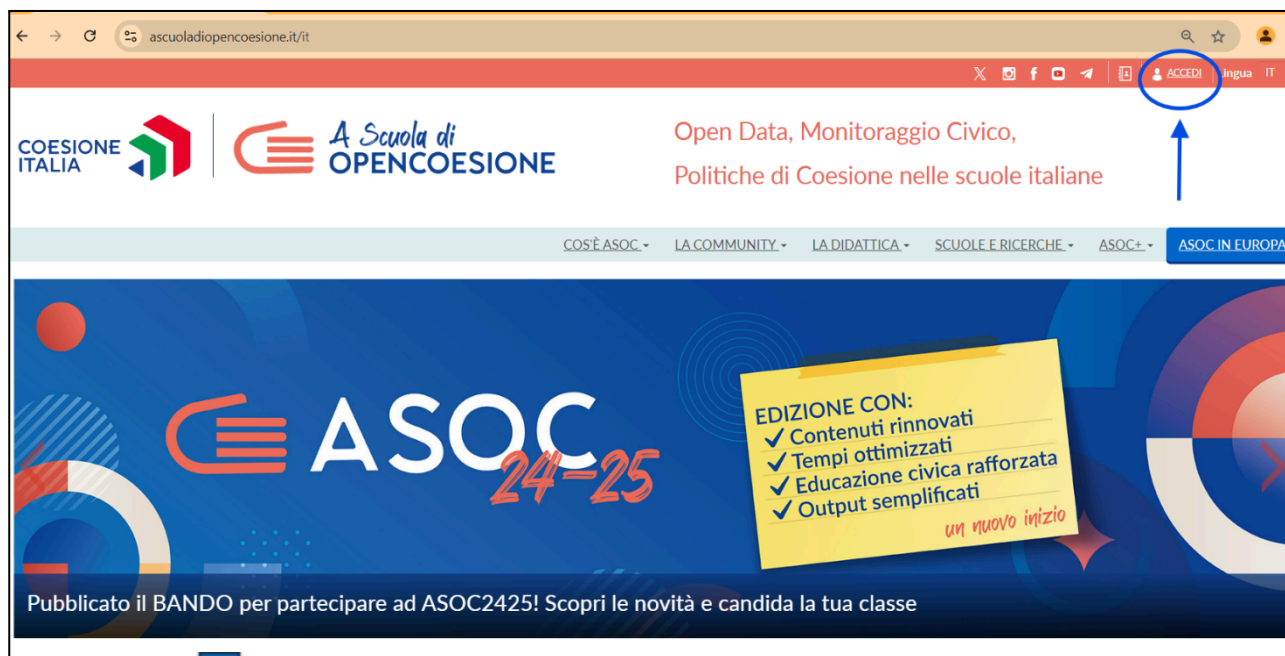 ascuoladiopencoesione.it/it
ACCEDI
Lingua IT
COESIONE
ITALIA
A Scuola di
OPENCOESIONE
Open Data, Monitoraggio Civico,
Politiche di Coesione nelle scuole italiane
COS'È ASOC LA COMMUNITY LA DIDATTICA SCUOLE E RICERCHE ASOC+ ASOC IN EUROPA
ASOC
24-25
EDIZIONE CON:
✓ Contenuti rinnovati
✓ Tempi ottimizzati
✓ Educazione civica rafforzata
✓ Output semplificati
un nuovo inizio
Pubblicato il BANDO per partecipare ad ASOC2425! Scopri le novità e candida la tua classe